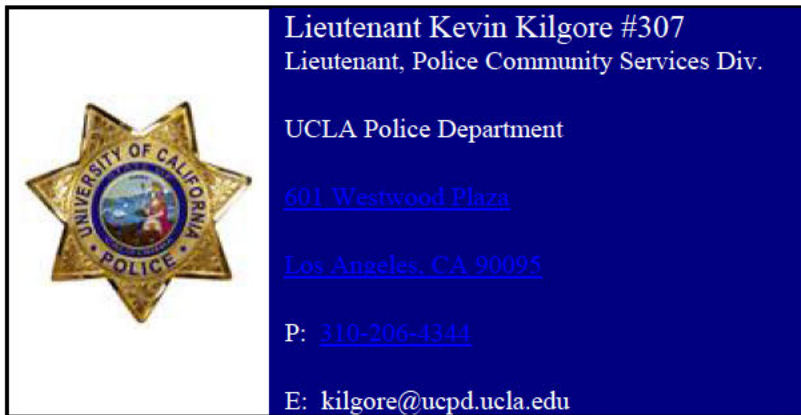 Lieutenant Kevin Kilgore #307
Lieutenant, Police Community Services Div.
UCLA Police Department
601 Westwood Plaza
Los Angeles, CA 90095
P: 310-206-4344
E: kilgore@ucpd.ucla.edu
UNIVERSITY OF CALIFORNIA
POLICE